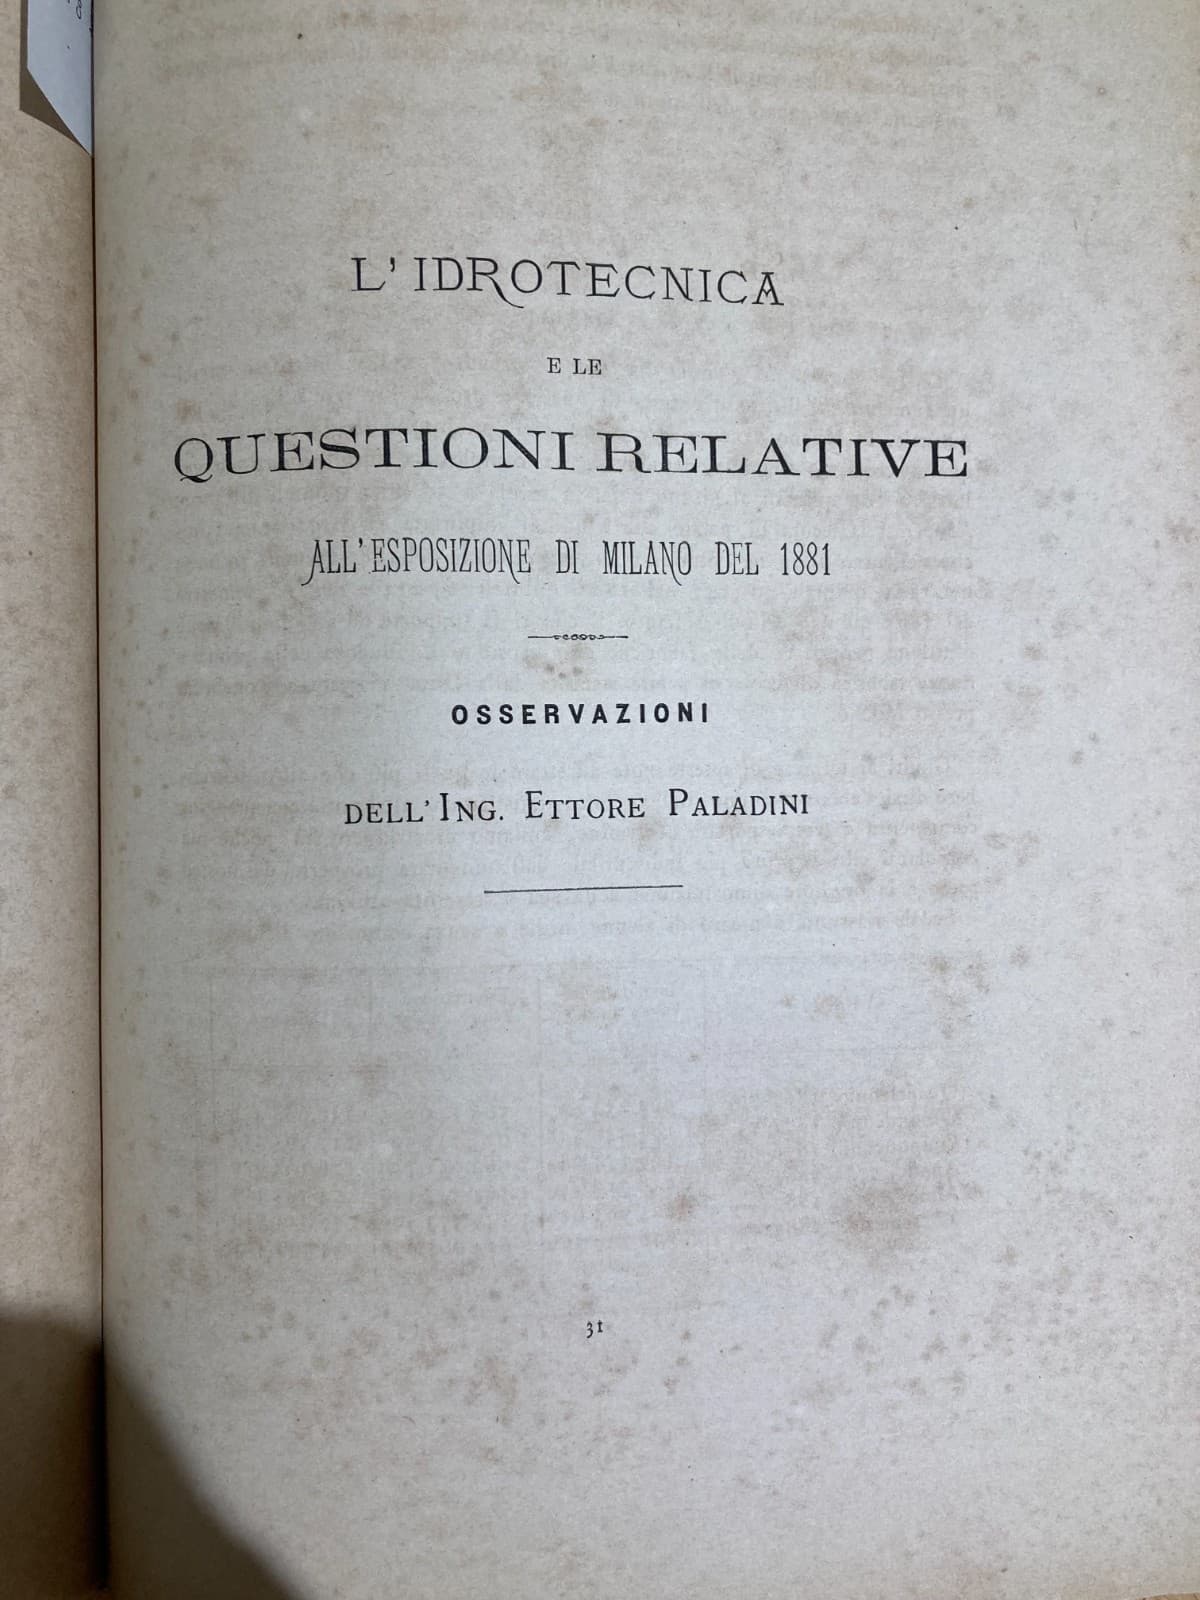 L'IDROTECNICA
E LE
QUESTIONI RELATIVE
ALL'ESPOSIZIONE DI MILANO DEL 1881
OSSERVAZIONI
DELL'ING. ETTORE PALADINI
31